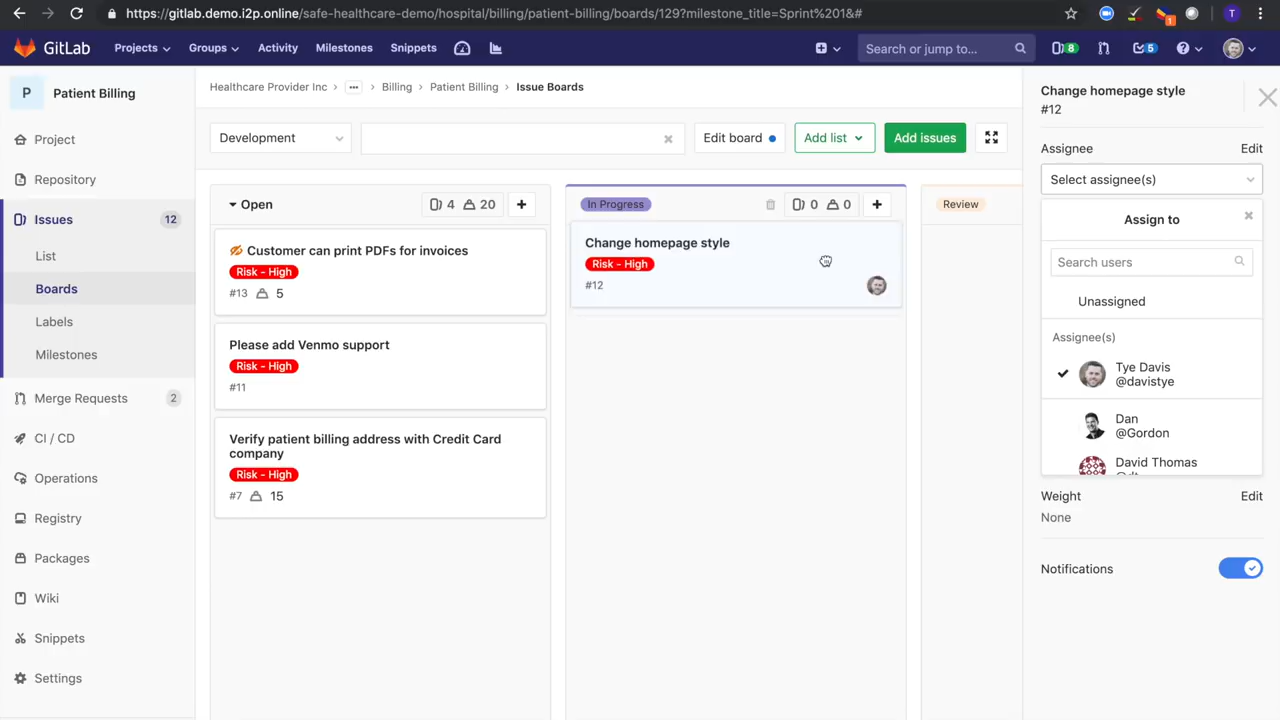 https://gitlab.demo.i2p.online/safe-healthcare-demo/hospital/billing/patient-billing/boards/129?milestone_title=Sprint%201&#
1
T
GitLab
Projects
Groups
Activity
Milestones
Snippets
Search or jump to...
8
5
P
Patient Billing
Project
Repository
Issues
12
List
Boards
Labels
Milestones
Merge Requests
2
CI / CD
Operations
Registry
Packages
Wiki
Snippets
Settings
Healthcare Provider Inc > ... > Billing > Patient Billing > Issue Boards
Development
Edit board
Add list
Add issues
Open
4
20
Customer can print PDFs for invoices
Risk - High
#13
5
Please add Venmo support
Risk - High
#11
Verify patient billing address with Credit Card
company
Risk - High
#7
15
In Progress
0
0
Change homepage style
Risk - High
#12
Review
Change homepage style
#12
Assignee
Edit
Select assignee(s)
Assign to
Search users
Unassigned
Assignee(s)
Tye Davis
@davistye
Dan
@Gordon
David Thomas
Weight
Edit
None
Notifications